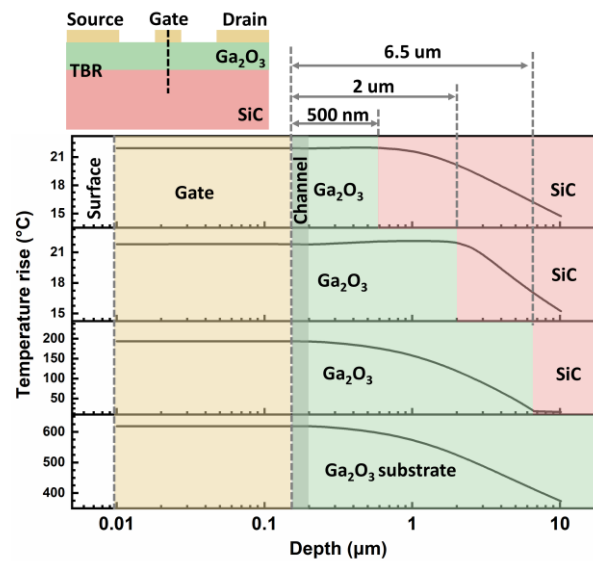 Source Gate Drain
Ga₂O₃
TBR
SiC
6.5 um
2 um
500 nm
Temperature rise (°C)
21
18
15
Surface
Gate
Channel
Ga₂O₃
SiC
21
18
15
Ga₂O₃
SiC
200
150
100
50
Ga₂O₃
SiC
600
500
400
Ga₂O₃ substrate
0.01 0.1 1 10
Depth (μm)